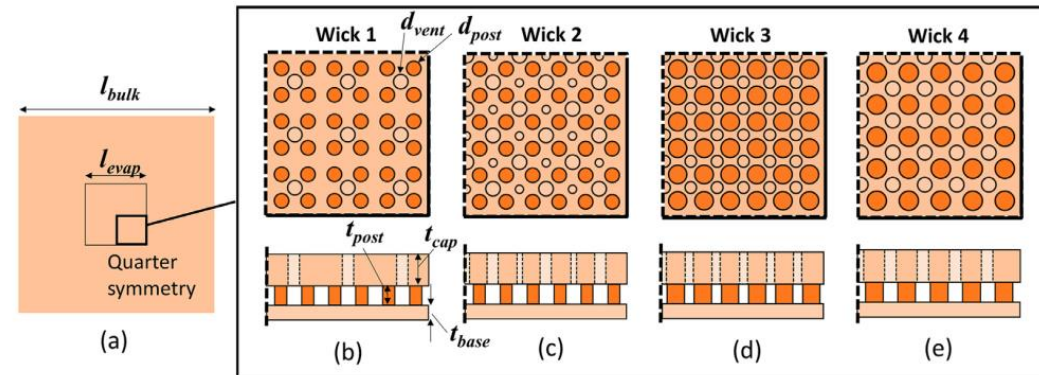 l_bulk
l_evap
Quarter
symmetry
(a)
Wick 1
d_vent
d_post
Wick 2
Wick 3
Wick 4
t_post
t_cap
t_base
(b)
(c)
(d)
(e)